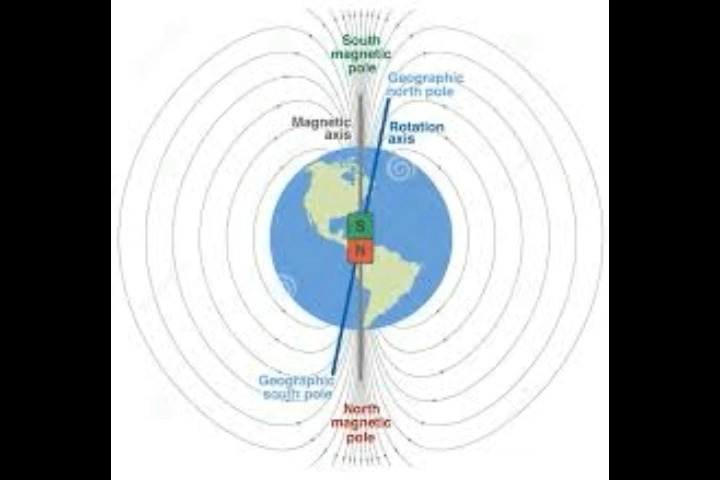 South
magnetic
pole
Geographic
north pole
Magnetic
axis
Rotation
axis
S
N
Geographic
south pole
North
magnetic
pole